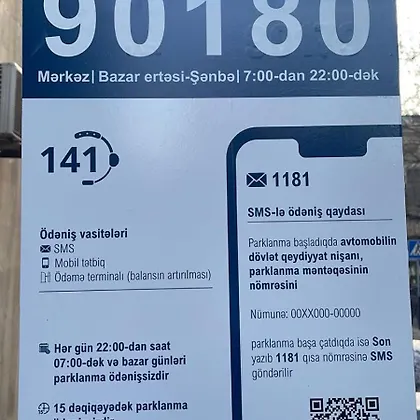 90180
Mərkəz| Bazar ertəsi-Şənbə| 7:00-dan 22:00-dək
141
Ödəniş vasitələri
SMS
Mobil tətbiq
Ödəmə terminalı (balansın artırılması)
Hər gün 22:00-dan saat
07:00-dək və bazar günləri
parklanma ödənişsizdir
15 dəqiqəyədək parklanma
1181
SMS-lə ödəniş qaydası
Parklanma başladıqda avtomobilin
dövlət qeydiyyat nişanı,
parklanma məntəqəsinin
nömrəsini
Nümunə: 00XX000-00000
parklanma başa çatdıqda isə Son
yazıb 1181 qısa nömrəsinə SMS
göndərilir